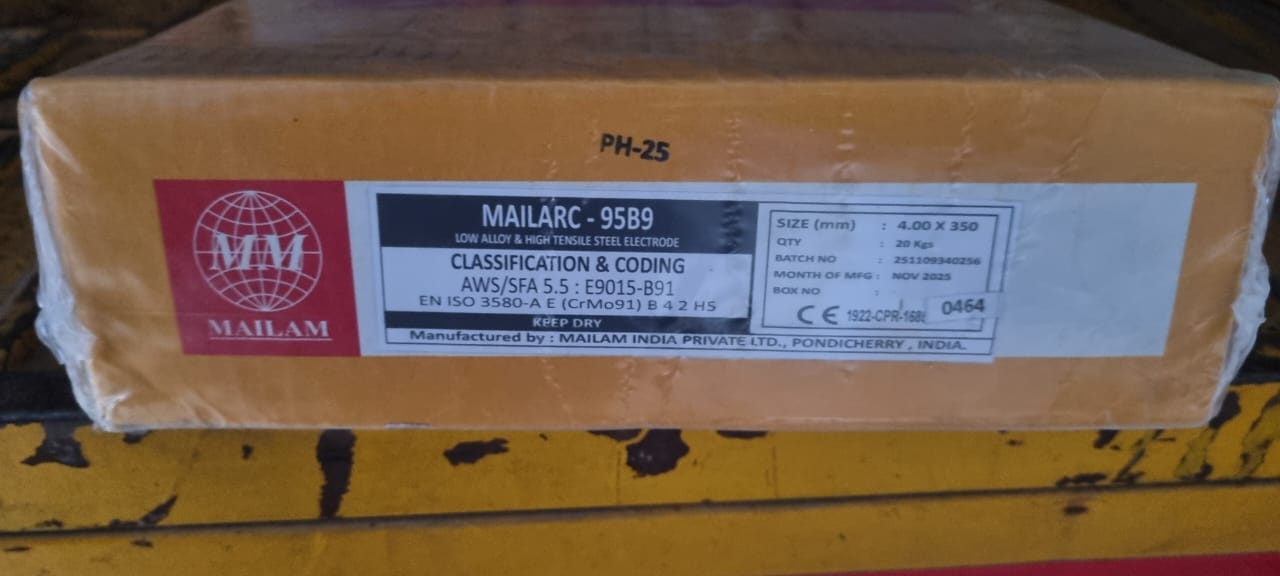 PH-25
MM
MAILAM
MAILARC - 95B9
LOW ALLOY & HIGH TENSILE STEEL ELECTRODE
CLASSIFICATION & CODING
AWS/SFA 5.5 : E9015-B91
EN ISO 3580-A E (CrMo91) B 4 2 H5
KEEP DRY
SIZE (mm) : 4.00 X 350
QTY : 20 Kgs
BATCH NO : 251109340256
MONTH OF MFG : NOV 2025
BOX NO :
0464
CE
Manufactured by : MAILAM INDIA PRIVATE LTD., PONDICHERRY , INDIA.